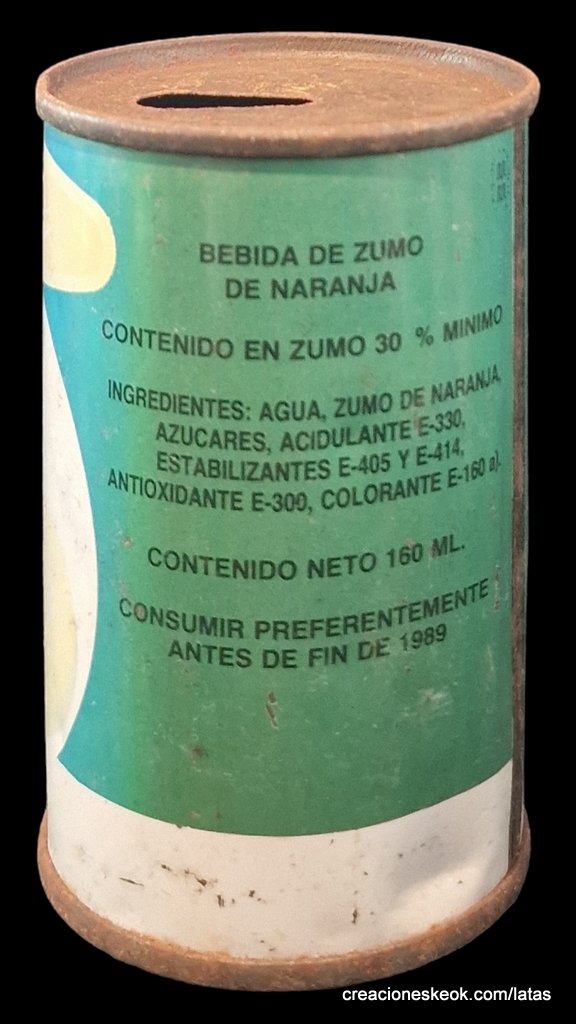 BEBIDA DE ZUMO
DE NARANJA
CONTENIDO EN ZUMO 30 % MINIMO
INGREDIENTES: AGUA, ZUMO DE NARANJA,
AZUCARES, ACIDULANTE E-330,
ESTABILIZANTES E-405 Y E-414,
ANTIOXIDANTE E-300, COLORANTE E-160 a).
CONTENIDO NETO 160 ML.
CONSUMIR PREFERENTEMENTE
ANTES DE FIN DE 1989
creacioneskeok.com/latas